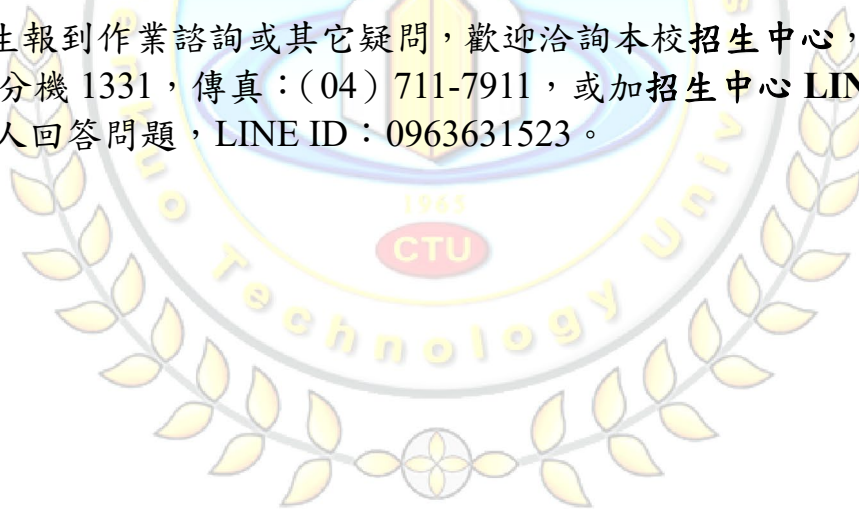 生報到作業諮詢或其它疑問，歡迎洽詢本校招生中心，
分機 1331，傳真：（04）711-7911，或加招生中心 LIN
人回答問題，LINE ID：0963631523。
1965
CTU
Technology